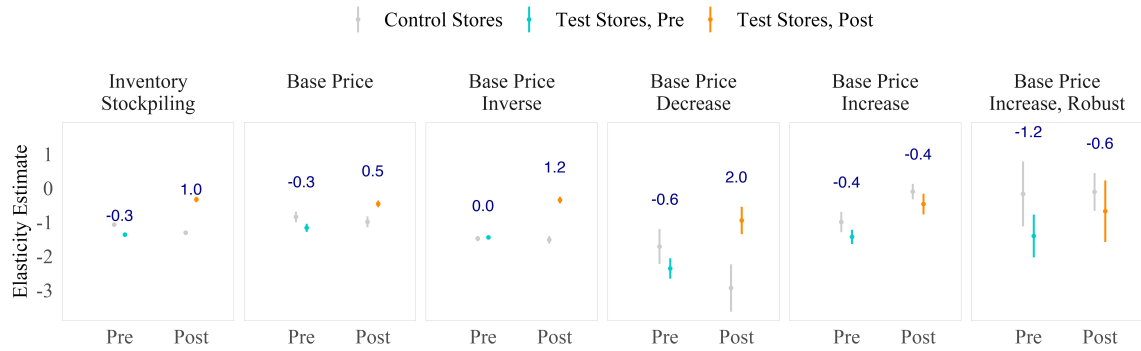 Control Stores Test Stores, Pre Test Stores, Post
Inventory
Stockpiling
Base Price
Base Price
Inverse
Base Price
Decrease
Base Price
Increase
Base Price
Increase, Robust
Elasticity Estimate
1
0
-1
-2
-3
-0.3 1.0
-0.3 0.5
0.0 1.2
-0.6 2.0
-0.4 -0.4
-1.2 -0.6
Pre Post
Pre Post
Pre Post
Pre Post
Pre Post
Pre Post